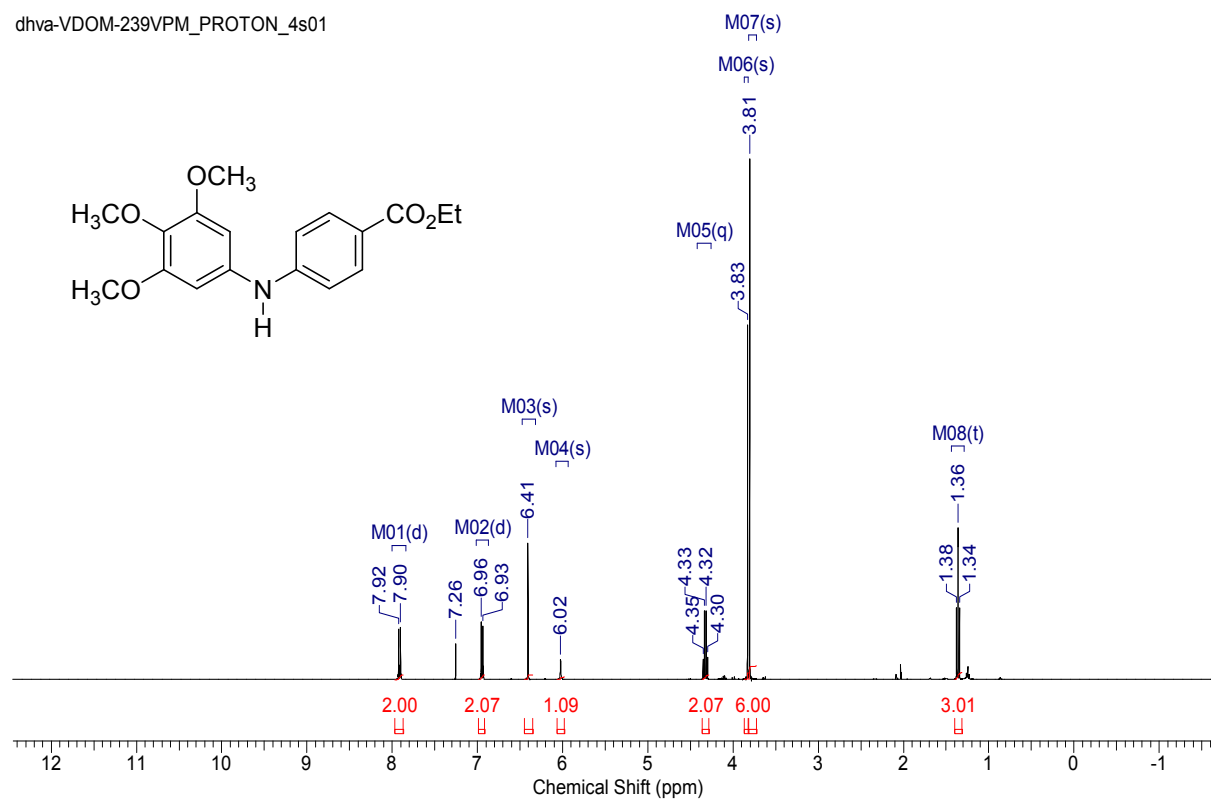 dhva-VDOM-239VPM_PROTON_4s01
M07(s)
M06(s)
3.81
OCH3
H3CO
CO2Et
H3CO
N
H
M05(q)
3.83
M03(s)
M04(s)
M08(t)
6.41
1.36
M01(d)
M02(d)
7.92
7.90
7.26
6.96
6.93
6.02
4.35
4.33
4.32
4.30
1.38
1.34
2.00
2.07
1.09
2.07
6.00
3.01
12 11 10 9 8 7 6 5 4 3 2 1 0 -1
Chemical Shift (ppm)